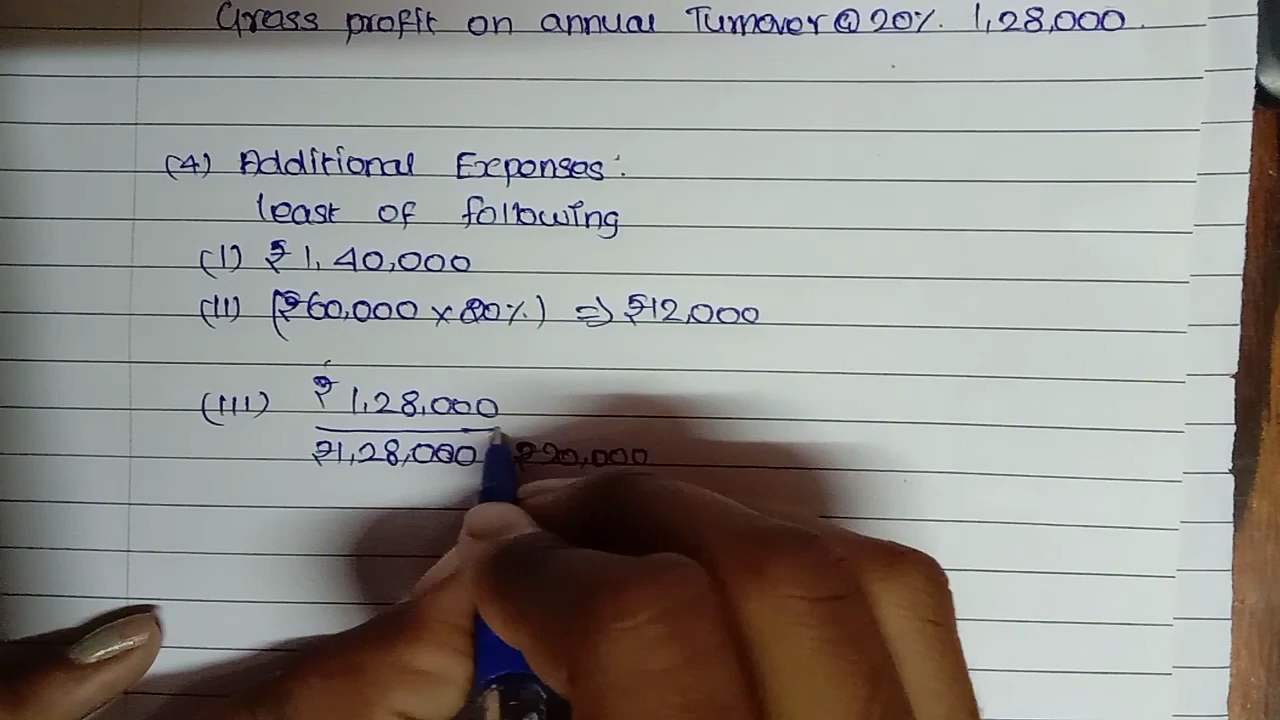 Gross profit on annual Turnover @ 20%. 1,28,000
(4) Additional Expenses:
least of following
(I) ₹1,40,000
(II) (₹60,000 x 20%) => ₹12,000
(III) ₹1,28,000
₹1,28,000 ₹20,000